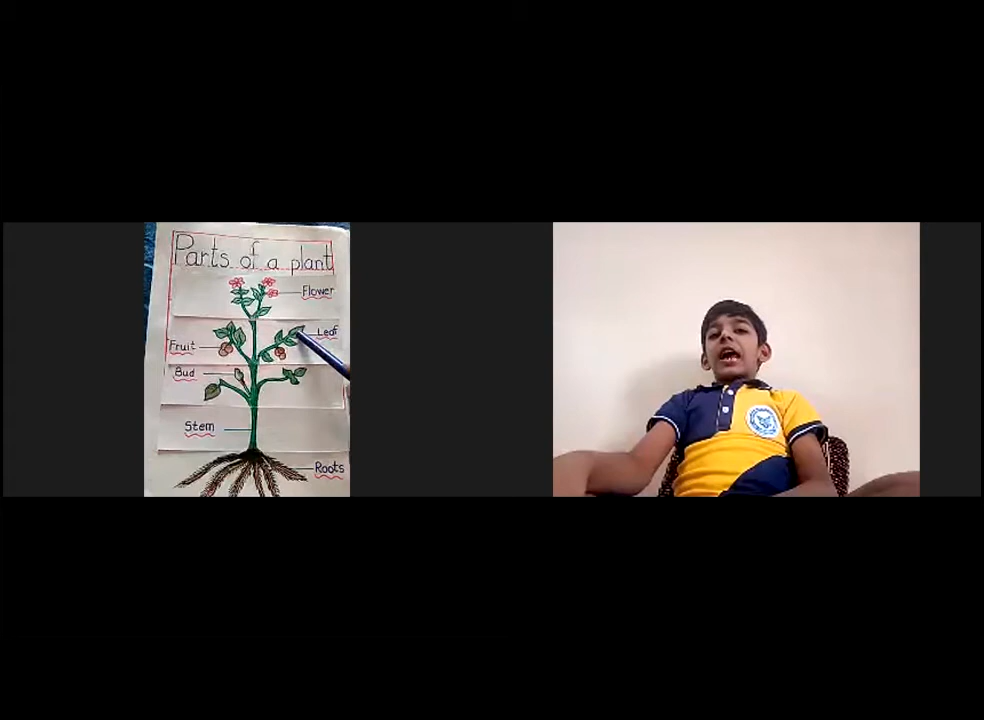 Parts of a plant
Flower
Leaf
Fruit
Bud
Stem
Roots